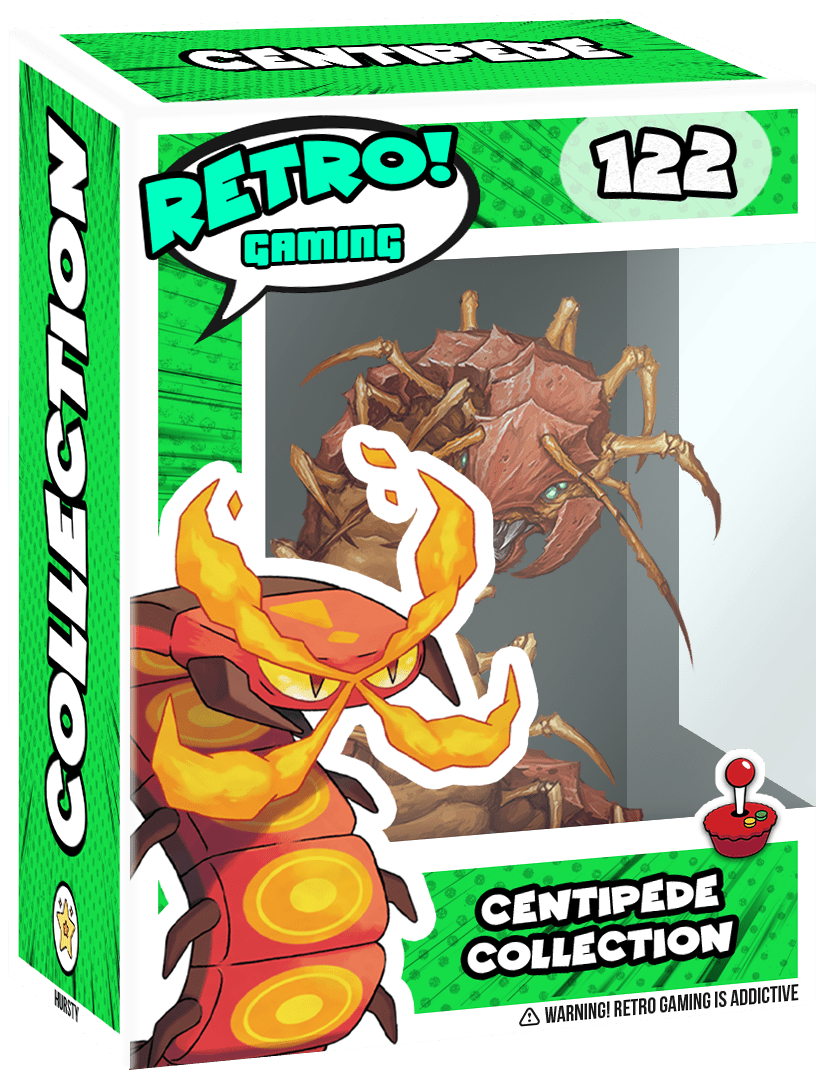 CENTIPEDE
RETRO!
GAMING
122
COLLECTION
CENTIPEDE
COLLECTION
WARNING! RETRO GAMING IS ADDICTIVE
HURSTY